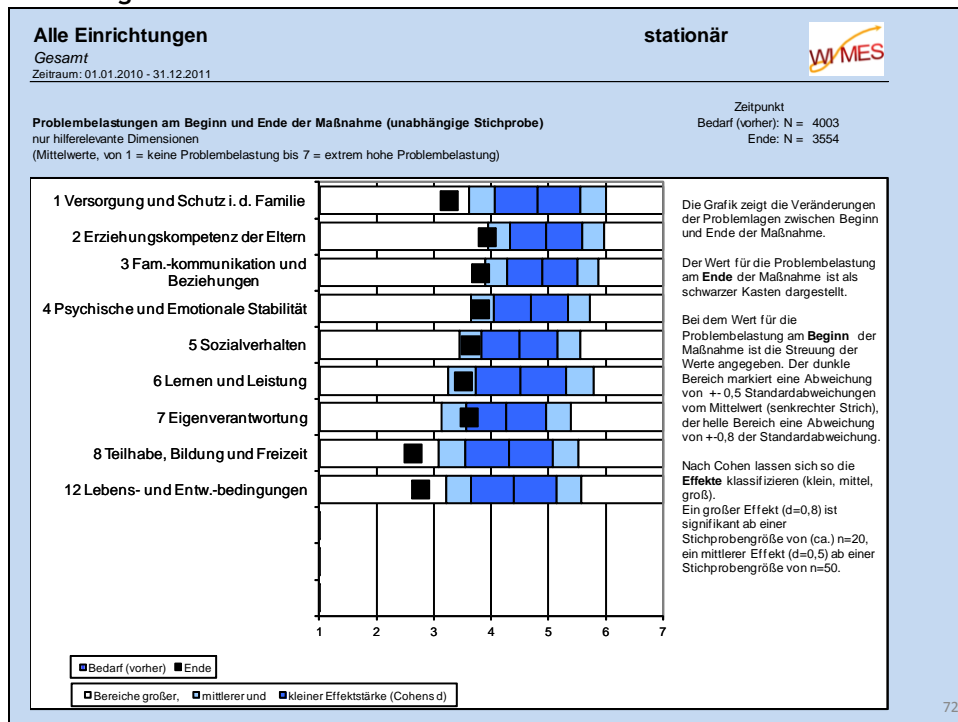 Alle Einrichtungen
stationär
WIMES
Gesamt
Zeitraum: 01.01.2010 - 31.12.2011
Zeitpunkt
Problembelastungen am Beginn und Ende der Maßnahme (unabhängige Stichprobe)
Bedarf (vorher): N = 4003
nur hilferelevante Dimensionen
Ende: N = 3554
(Mittelwerte, von 1 = keine Problembelastung bis 7 = extrem hohe Problembelastung)
1 Versorgung und Schutz i. d. Familie
2 Erziehungskompetenz der Eltern
3 Fam.-kommunikation und
Beziehungen
4 Psychische und Emotionale Stabilität
5 Sozialverhalten
6 Lernen und Leistung
7 Eigenverantwortung
8 Teilhabe, Bildung und Freizeit
12 Lebens- und Entw.-bedingungen
1 2 3 4 5 6 7
Die Grafik zeigt die Veränderungen
der Problemlagen zwischen Beginn
und Ende der Maßnahme.
Der Wert für die Problembelastung
am Ende der Maßnahme ist als
schwarzer Kasten dargestellt.
Bei dem Wert für die
Problembelastung am Beginn der
Maßnahme ist die Streuung der
Werte angegeben. Der dunkle
Bereich markiert eine Abweichung
von +- 0,5 Standardabweichungen
vom Mittelwert (senkrechter Strich),
der helle Bereich eine Abweichung
von +-0,8 der Standardabweichung.
Nach Cohen lassen sich so die
Effekte klassifizieren (klein, mittel,
groß).
Ein großer Effekt (d=0,8) ist
signifikant ab einer
Stichprobengröße von (ca.) n=20,
ein mittlerer Effekt (d=0,5) ab einer
Stichprobengröße von n=50.
Bedarf (vorher) Ende
Bereiche großer, mittlerer und kleiner Effektstärke (Cohens d)
72